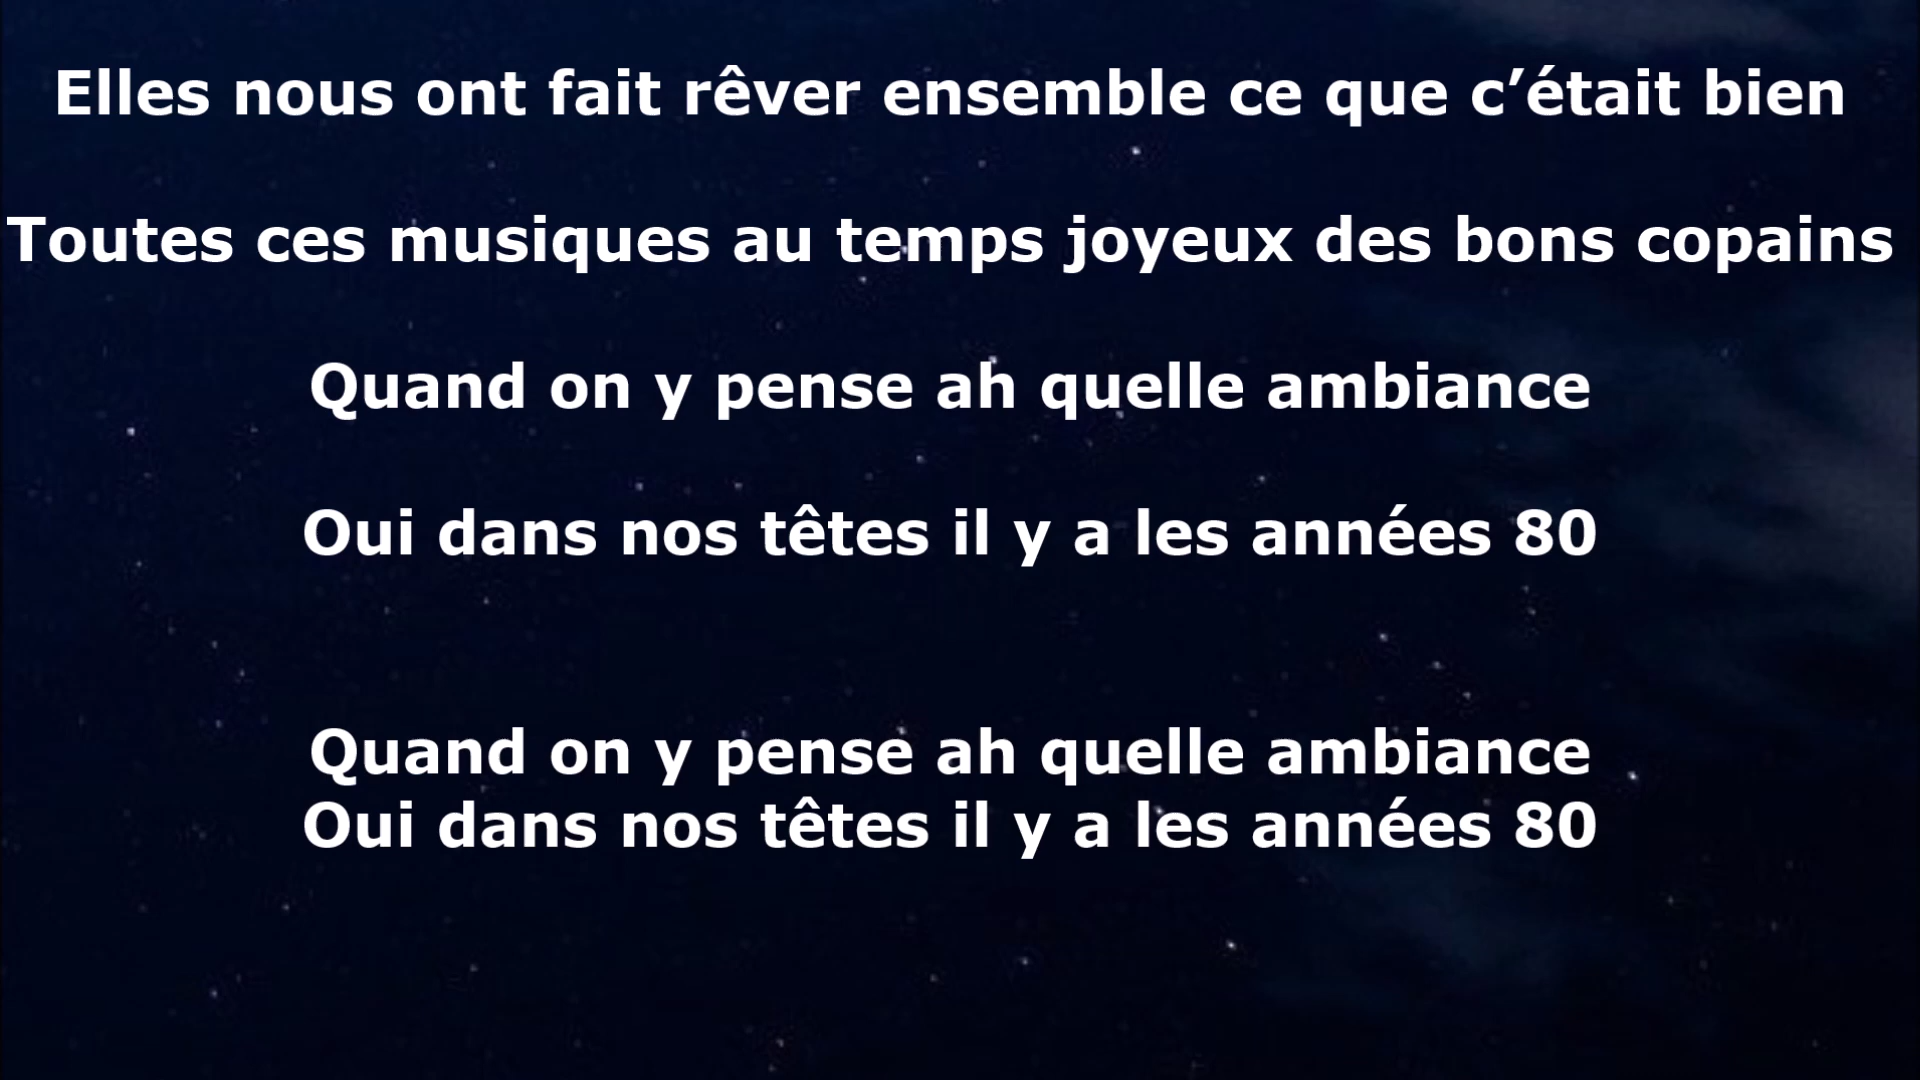 Elles nous ont fait rêver ensemble ce que c’était bien
Toutes ces musiques au temps joyeux des bons copains
Quand on y pense ah quelle ambiance
Oui dans nos têtes il y a les années 80
Quand on y pense ah quelle ambiance
Oui dans nos têtes il y a les années 80